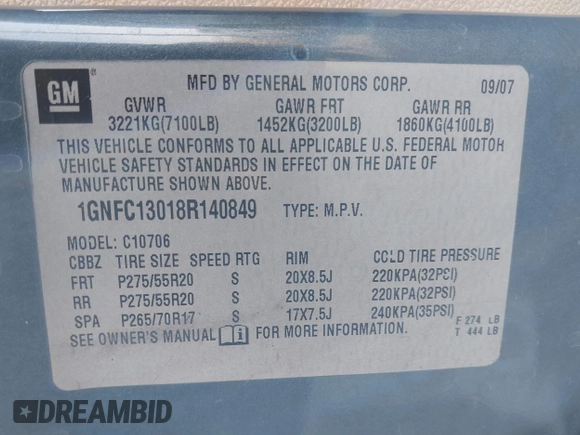 GM
MFD BY GENERAL MOTORS CORP. 09/07
GVWR GAWR FRT GAWR RR
3221KG(7100LB) 1452KG(3200LB) 1860KG(4100LB)
THIS VEHICLE CONFORMS TO ALL APPLICABLE U.S. FEDERAL MOTOR
VEHICLE SAFETY STANDARDS IN EFFECT ON THE DATE OF
MANUFACTURE SHOWN ABOVE.
1GNFC13018R140849 TYPE: M.P.V.
MODEL: C10706
CBBZ TIRE SIZE SPEED RTG RIM COLD TIRE PRESSURE
FRT P275/55R20 S 20X8.5J 220KPA(32PSI)
RR P275/55R20 S 20X8.5J 220KPA(32PSI)
SPA P265/70R17 S 17X7.5J 240KPA(35PSI)
F 274 LB
SEE OWNER'S MANUAL i FOR MORE INFORMATION. T 444 LB
DREAMBID